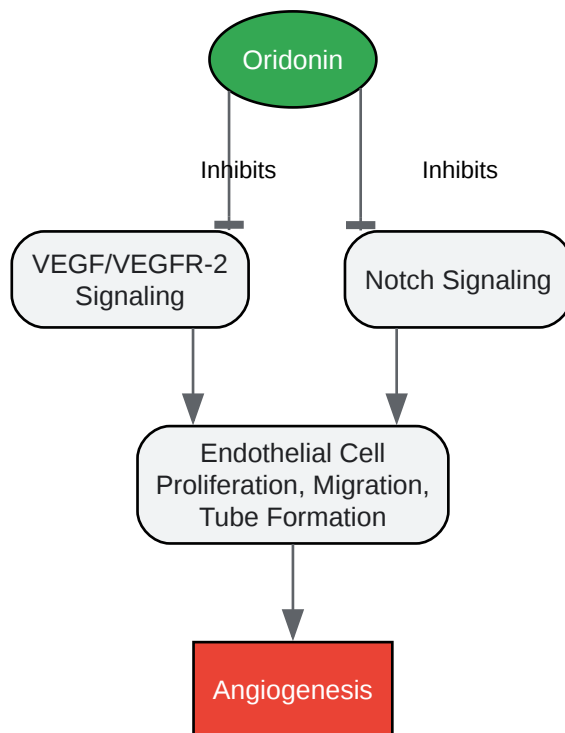 Oridonin
Inhibits
Inhibits
VEGF/VEGFR-2
Signaling
Notch Signaling
Endothelial Cell
Proliferation, Migration,
Tube Formation
Angiogenesis